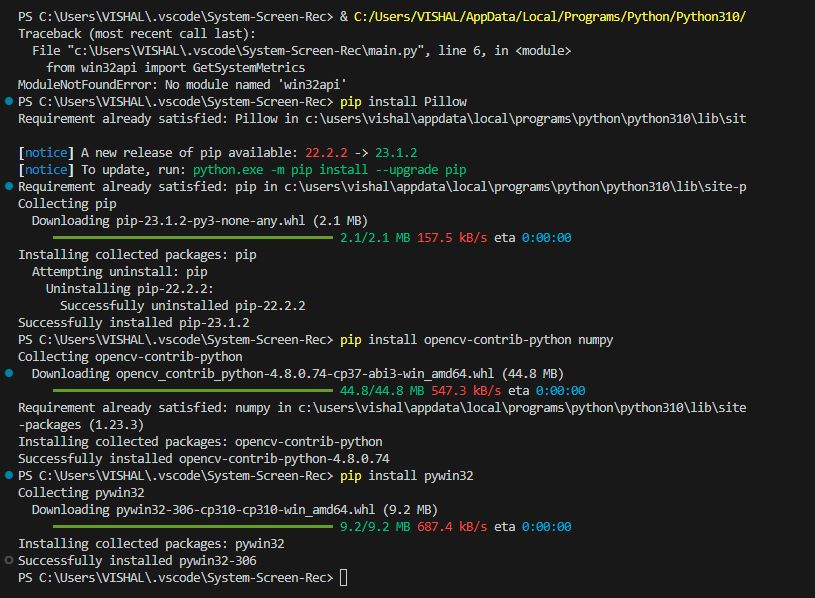 PS C:\Users\VISHAL\.vscode\System-Screen-Rec> & C:/Users/VISHAL/AppData/Local/Programs/Python/Python310/
Traceback (most recent call last):
  File "c:\Users\VISHAL\.vscode\System-Screen-Rec\main.py", line 6, in <module>
    from win32api import GetSystemMetrics
ModuleNotFoundError: No module named 'win32api'
PS C:\Users\VISHAL\.vscode\System-Screen-Rec> pip install Pillow
Requirement already satisfied: Pillow in c:\users\vishal\appdata\local\programs\python\python310\lib\sit

[notice] A new release of pip available: 22.2.2 -> 23.1.2
[notice] To update, run: python.exe -m pip install --upgrade pip
Requirement already satisfied: pip in c:\users\vishal\appdata\local\programs\python\python310\lib\site-p
Collecting pip
  Downloading pip-23.1.2-py3-none-any.whl (2.1 MB)
     2.1/2.1 MB 157.5 kB/s eta 0:00:00
Installing collected packages: pip
  Attempting uninstall: pip
    Uninstalling pip-22.2.2:
      Successfully uninstalled pip-22.2.2
Successfully installed pip-23.1.2
PS C:\Users\VISHAL\.vscode\System-Screen-Rec> pip install opencv-contrib-python numpy
Collecting opencv-contrib-python
  Downloading opencv_contrib_python-4.8.0.74-cp37-abi3-win_amd64.whl (44.8 MB)
     44.8/44.8 MB 547.3 kB/s eta 0:00:00
Requirement already satisfied: numpy in c:\users\vishal\appdata\local\programs\python\python310\lib\site
-packages (1.23.3)
Installing collected packages: opencv-contrib-python
Successfully installed opencv-contrib-python-4.8.0.74
PS C:\Users\VISHAL\.vscode\System-Screen-Rec> pip install pywin32
Collecting pywin32
  Downloading pywin32-306-cp310-cp310-win_amd64.whl (9.2 MB)
     9.2/9.2 MB 687.4 kB/s eta 0:00:00
Installing collected packages: pywin32
Successfully installed pywin32-306
PS C:\Users\VISHAL\.vscode\System-Screen-Rec>